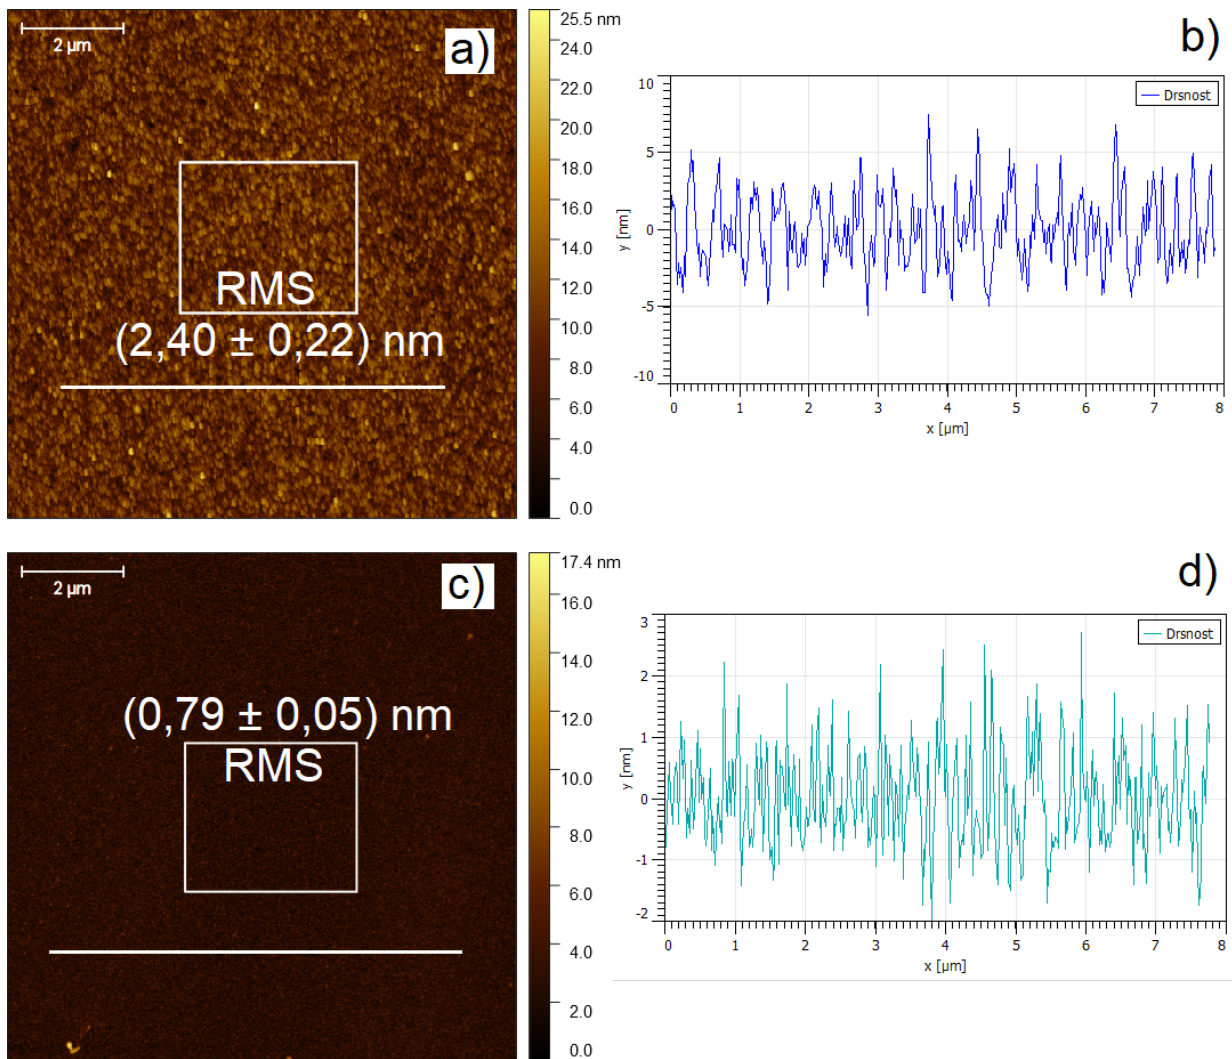 2 µm
a)
RMS
(2,40 ± 0,22) nm
25.5 nm
24.0
22.0
20.0
18.0
16.0
14.0
12.0
10.0
8.0
6.0
4.0
0.0
b)
Drsnost
10
5
0
-5
-10
y [nm]
0 1 2 3 4 5 6 7 8
x [µm]
2 µm
c)
(0,79 ± 0,05) nm
RMS
17.4 nm
16.0
14.0
12.0
10.0
8.0
6.0
4.0
2.0
0.0
d)
Drsnost
3
2
1
0
-1
-2
y [nm]
0 1 2 3 4 5 6 7 8
x [µm]